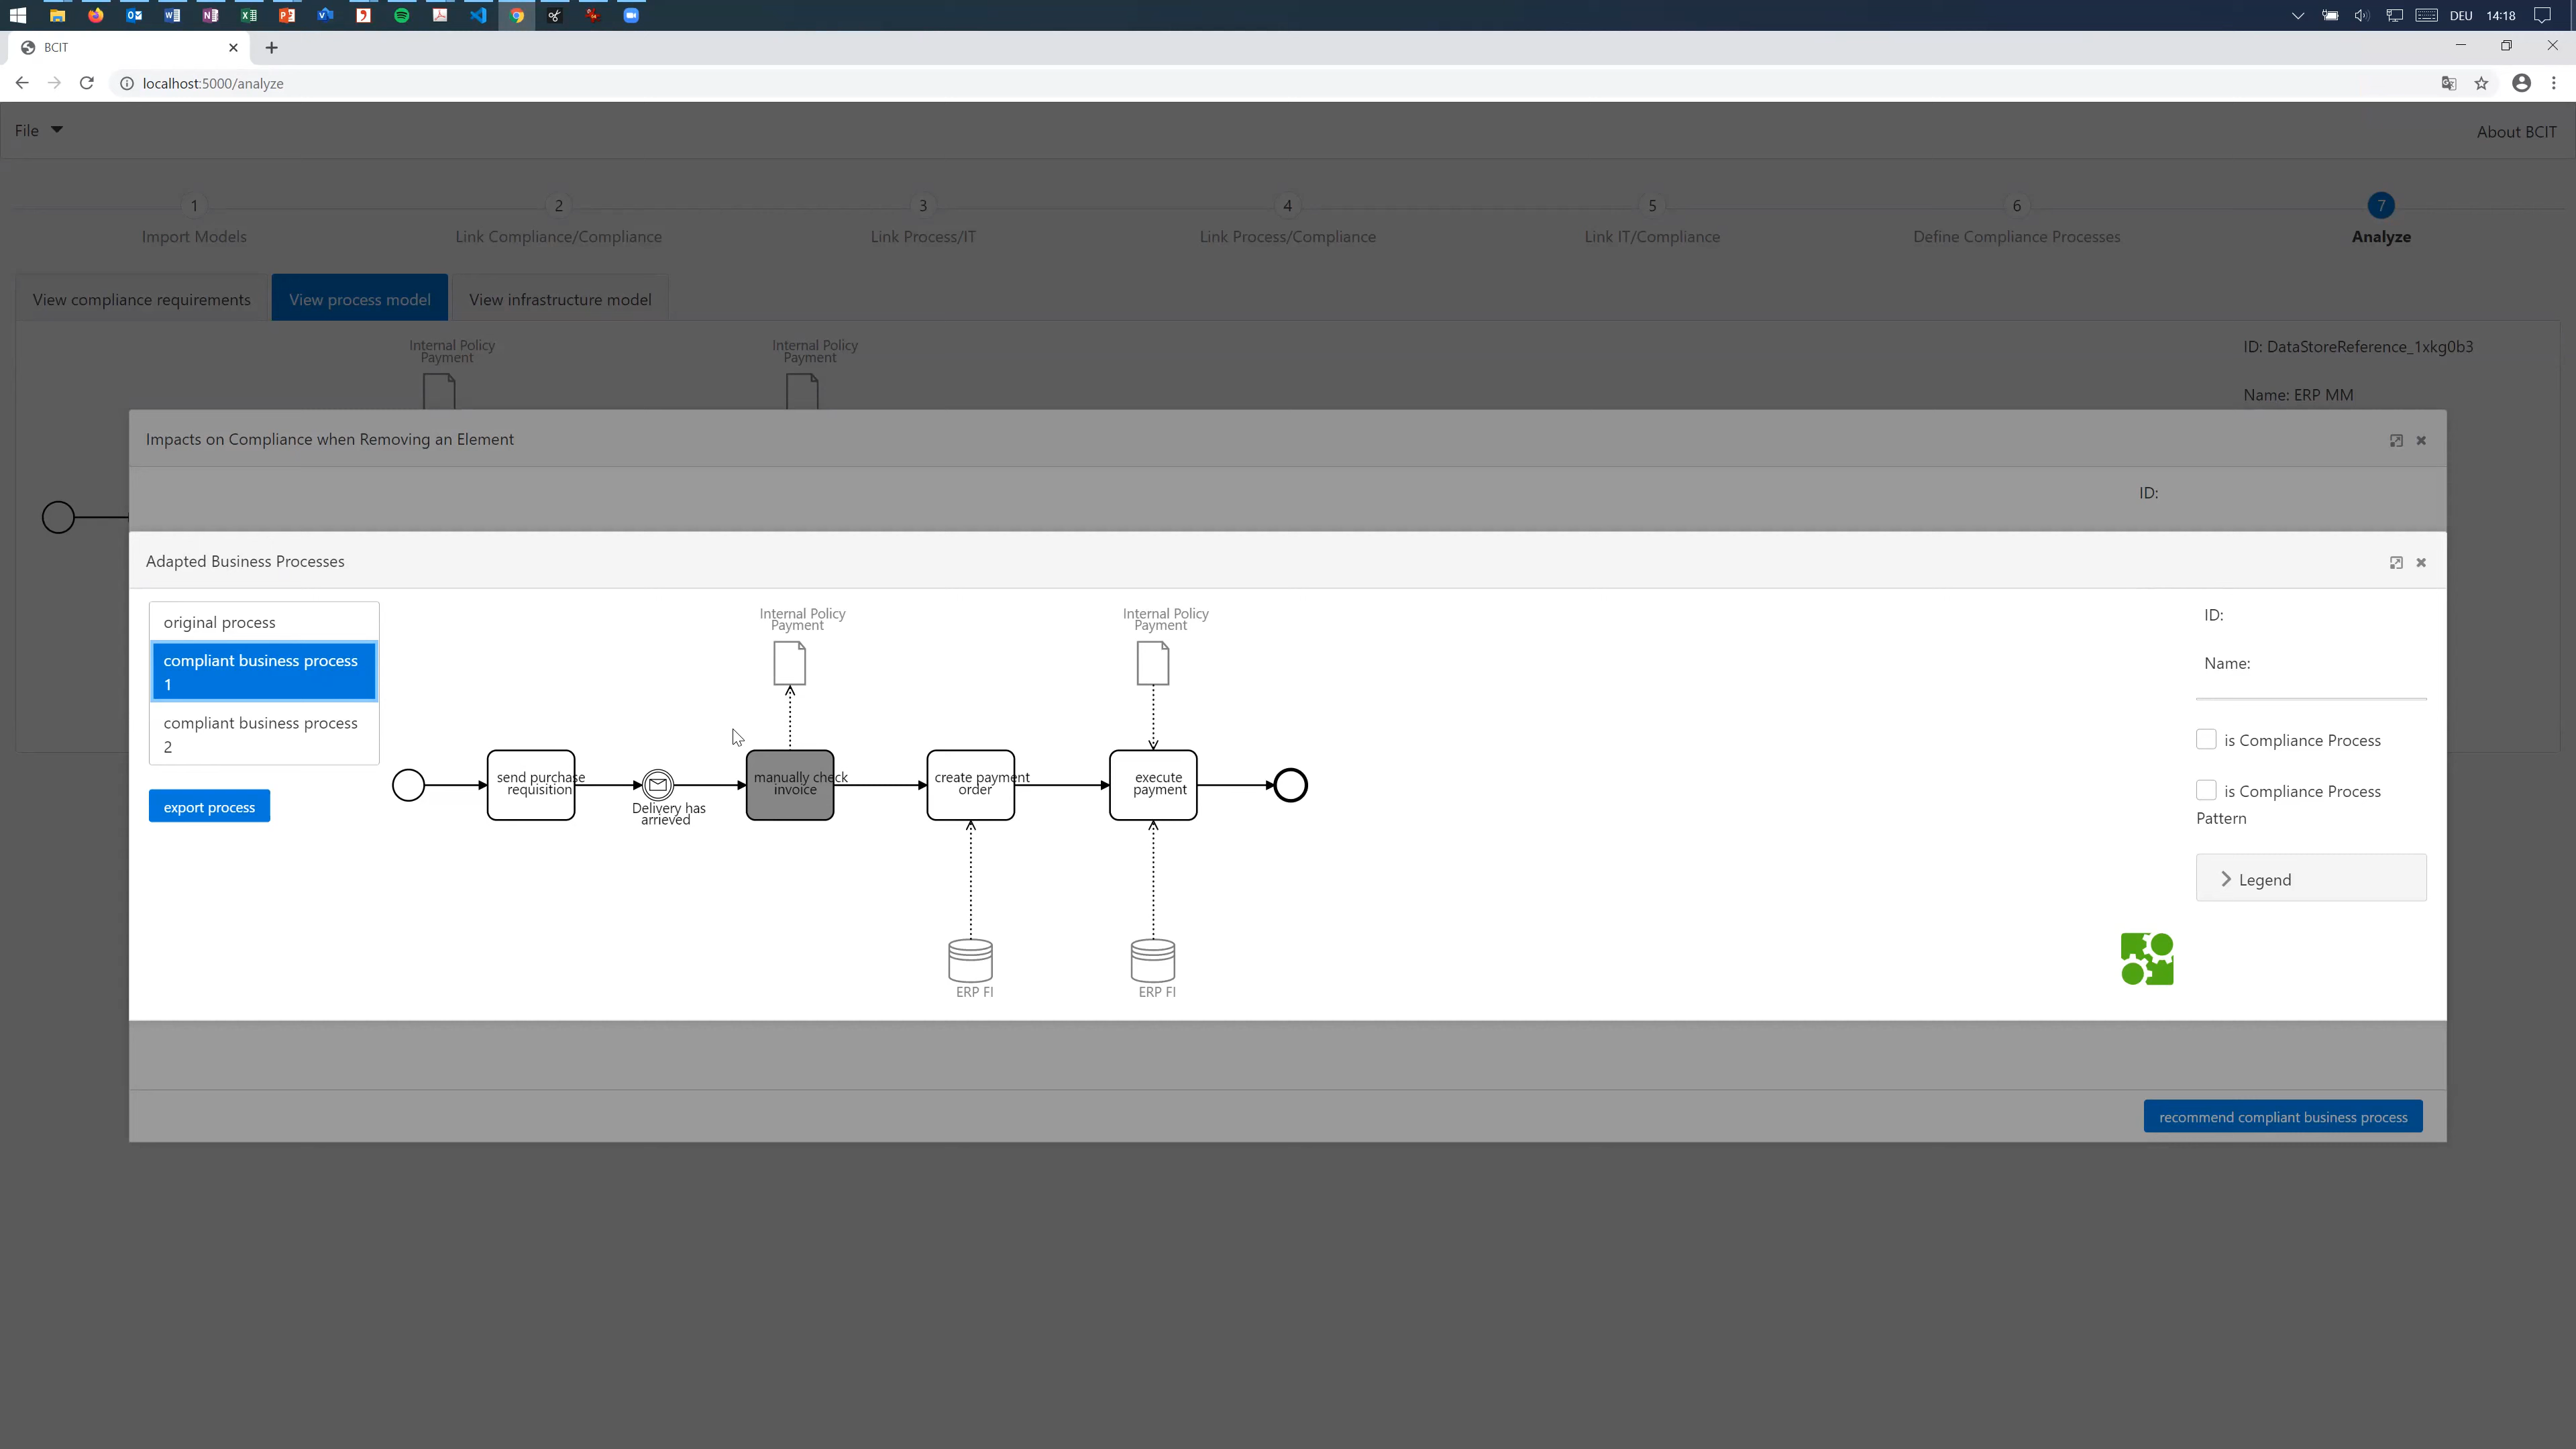 DEU 14:18
BCIT
localhost:5000/analyze
File
About BCIT
1 2 3 4 5 6 7
Import Models Link Compliance/Compliance Link Process/IT Link Process/Compliance Link IT/Compliance Define Compliance Processes Analyze
View compliance requirements View process model View infrastructure model
Internal Policy
Payment
Internal Policy
Payment
ID: DataStoreReference_1xkg0b3
Name: ERP MM
Impacts on Compliance when Removing an Element
ID:
Adapted Business Processes
original process
compliant business process
1
compliant business process
2
export process
Internal Policy
Payment
Internal Policy
Payment
send purchase
requisition
Delivery has
arrieved
manually check
invoice
create payment
order
execute
payment
ERP FI
ERP FI
ID:
Name:
is Compliance Process
is Compliance Process
Pattern
Legend
recommend compliant business process